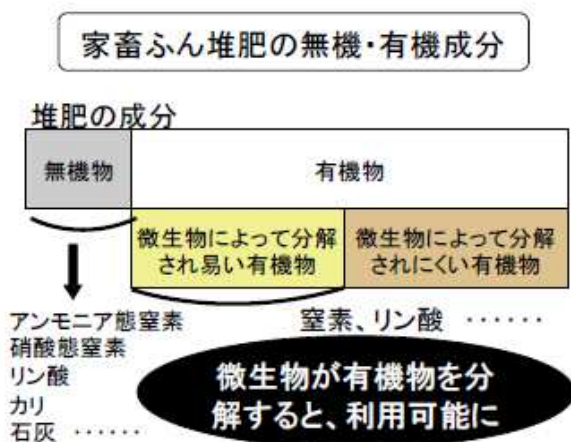 家畜ふん堆肥の無機・有機成分
堆肥の成分
無機物
有機物
微生物によって分解
され易い有機物
微生物によって分解
されにくい有機物
アンモニア態窒素
硝酸態窒素
リン酸
カリ
石灰 ‥‥‥
窒素、リン酸 ‥‥‥
微生物が有機物を分
解すると、利用可能に